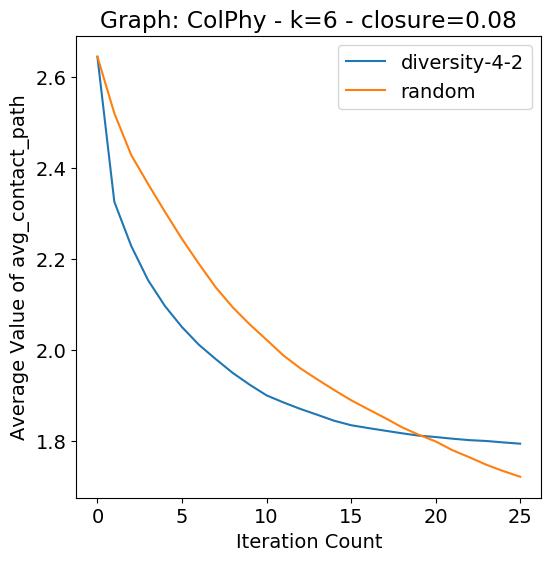 Graph: ColPhy - k=6 - closure=0.08
diversity-4-2
random
2.6
2.4
2.2
2.0
1.8
Average Value of avg_contact_path
0
5
10
15
20
25
Iteration Count